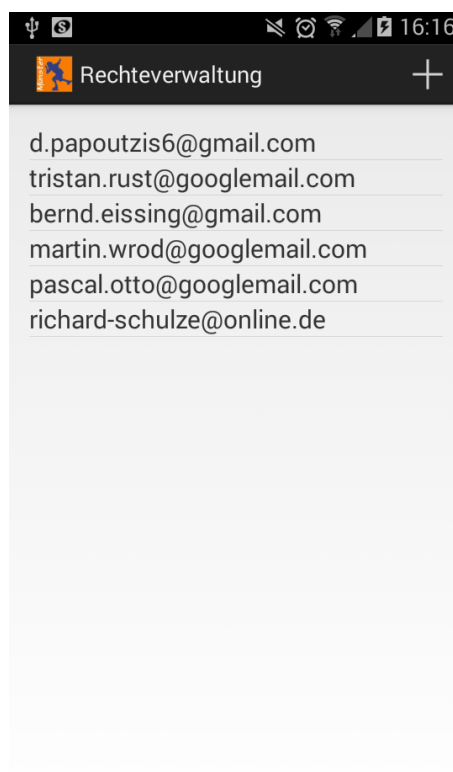 16:16
Münster
Rechteverwaltung
d.papoutzis6@gmail.com
tristan.rust@googlemail.com
bernd.eissing@gmail.com
martin.wrod@googlemail.com
pascal.otto@googlemail.com
richard-schulze@online.de